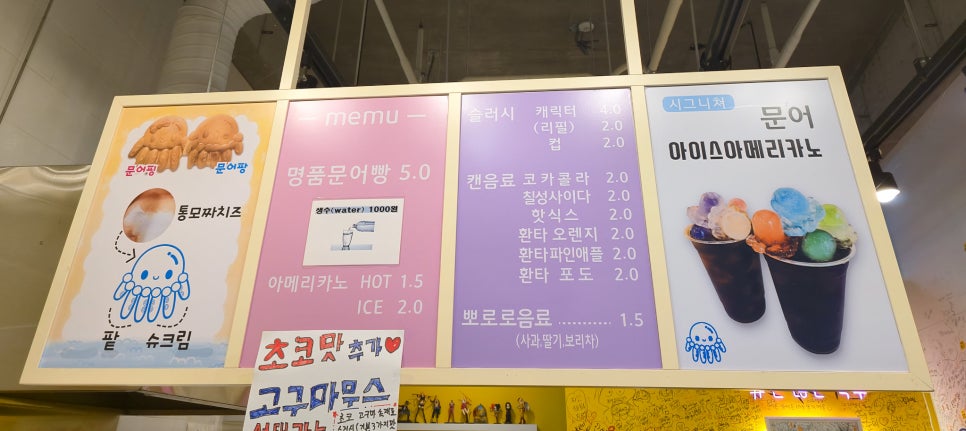 문어핑 문어팡
통모짜치즈
팥 슈크림
— memu —
명품문어빵 5.0
생수(water) 1000원
아메리카노 HOT 1.5
ICE 2.0
초코맛 추가♥
고구마무스
슬러시 캐릭터 4.0
(리필) 2.0
컵 2.0
캔음료 코카콜라 2.0
칠성사이다 2.0
핫식스 2.0
환타 오렌지 2.0
환타파인애플 2.0
환타 포도 2.0
뽀로로음료 ........... 1.5
(사과,딸기,보리차)
시그니쳐
문어
아이스아메리카노